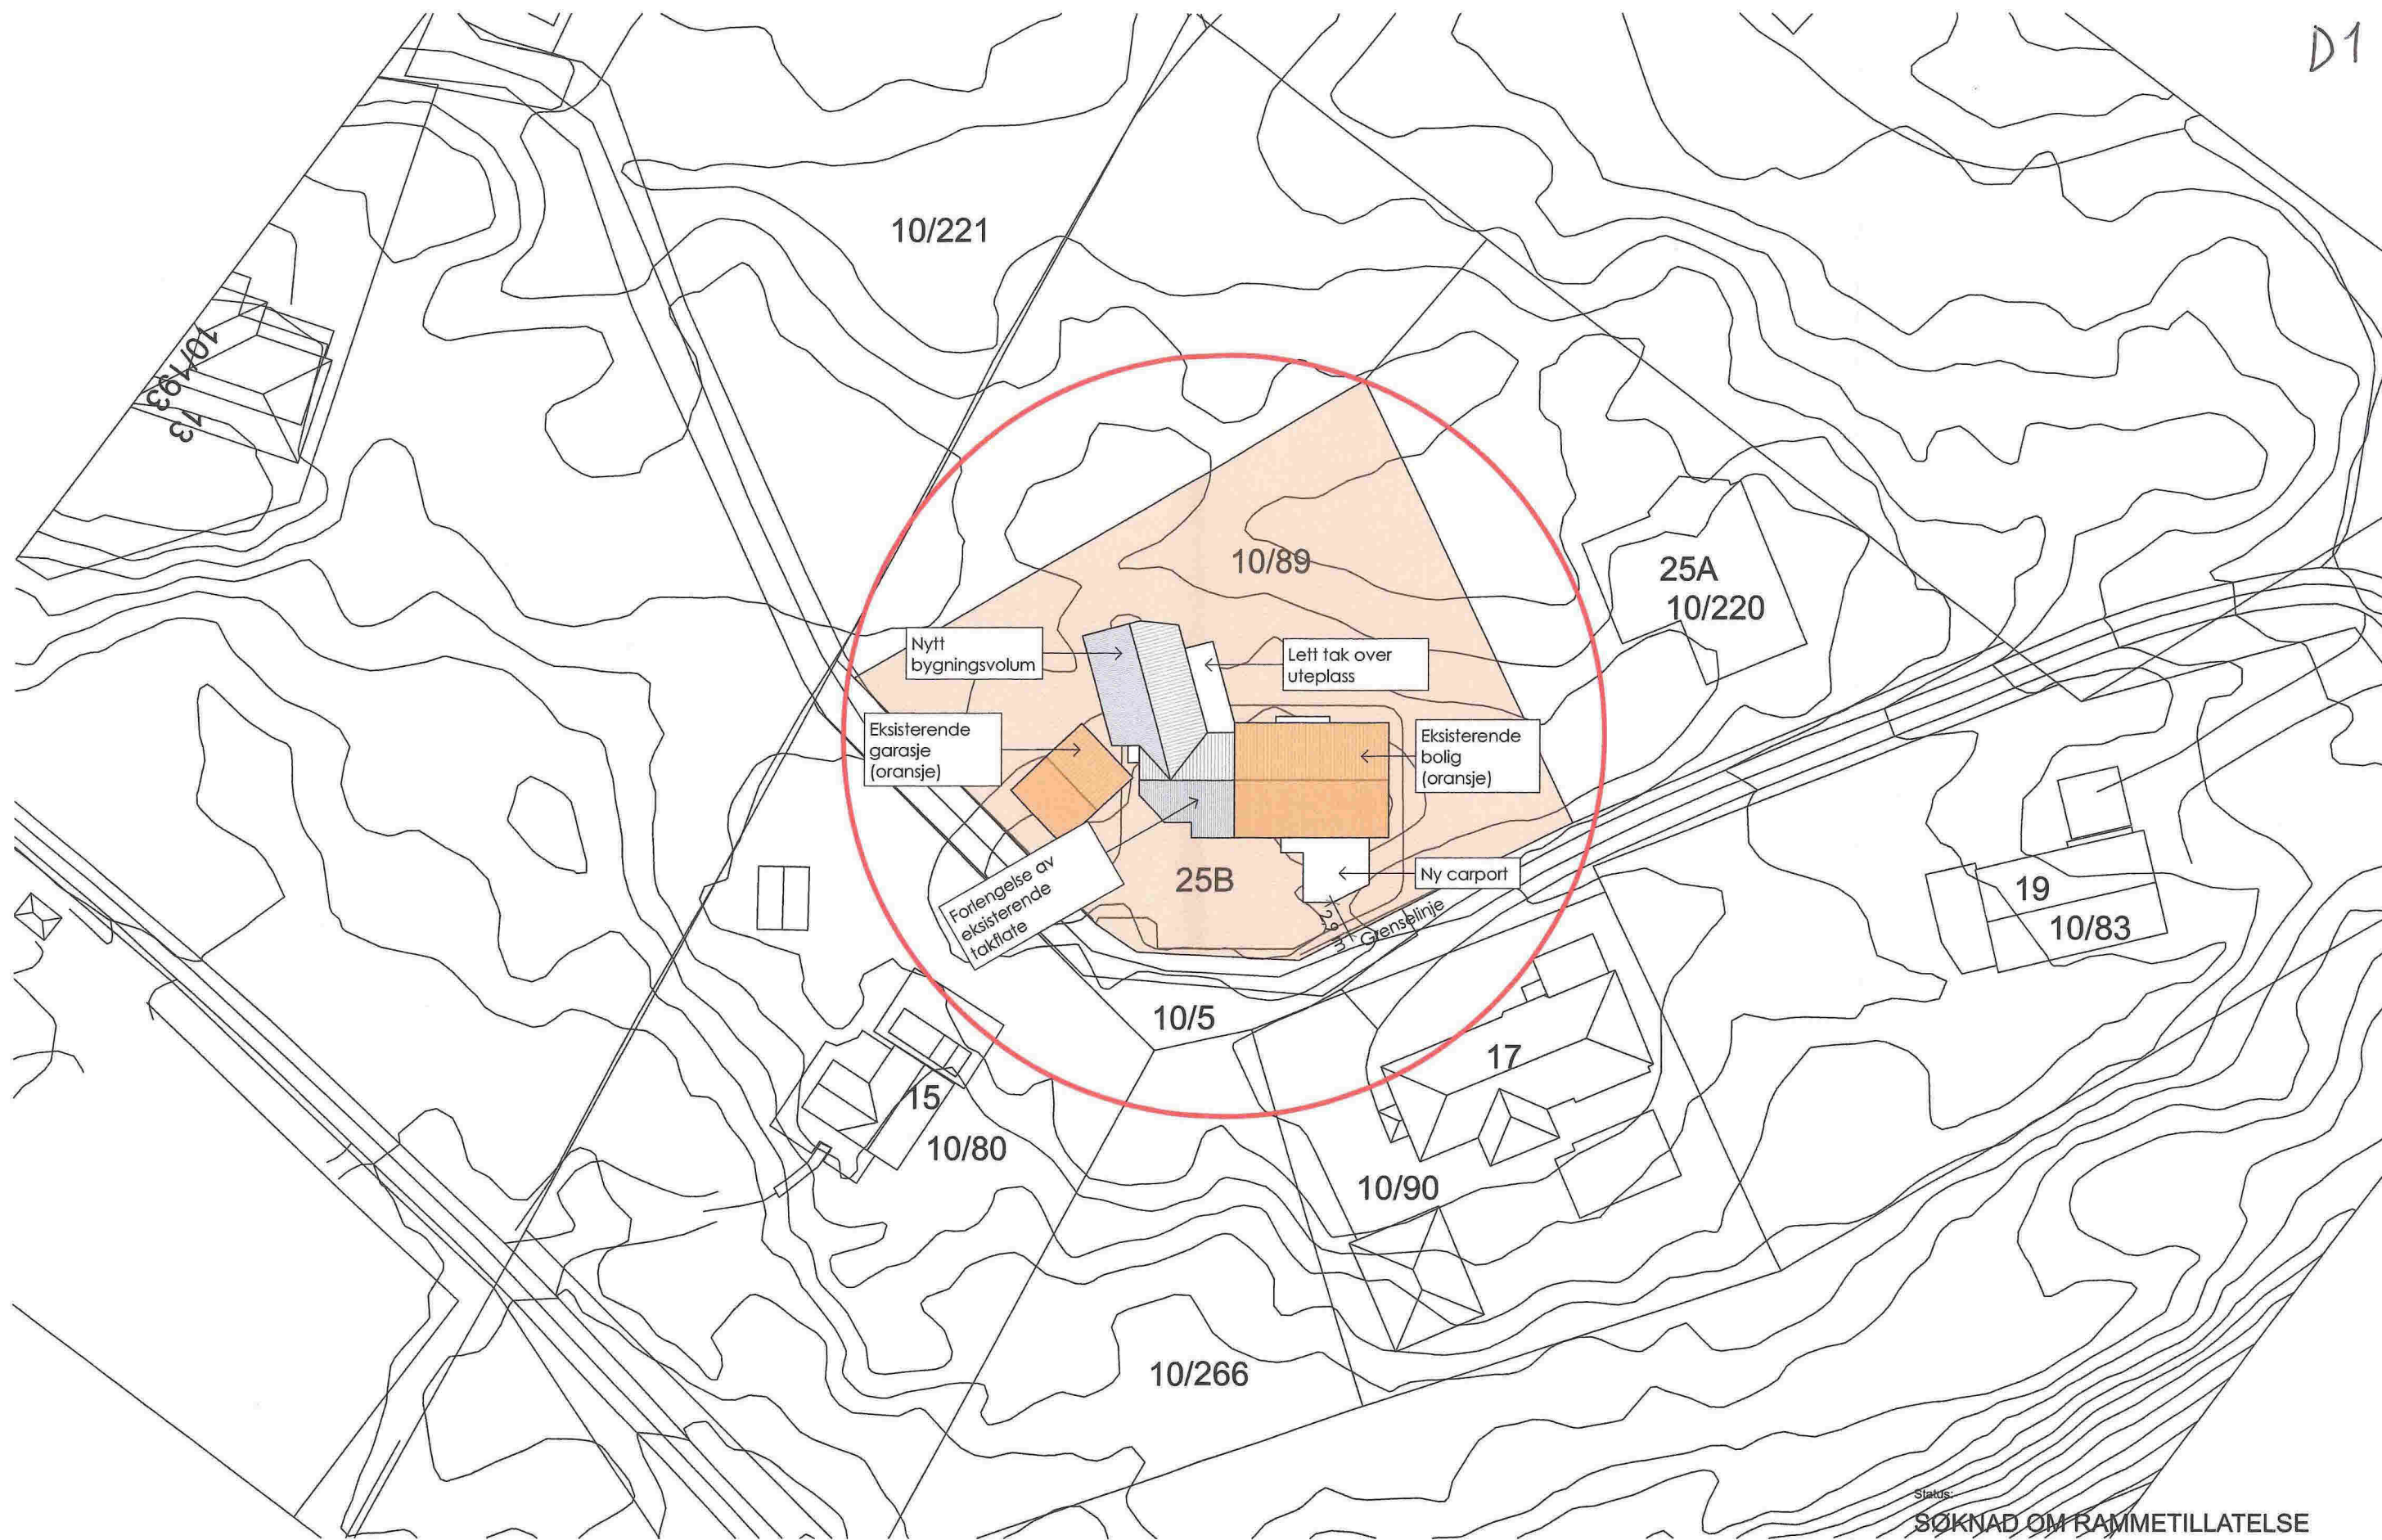 D1
10/221
10/193
13
10/89
25A
10/220
Nytt
bygningsvolum
Lett tak over
uteplass
Eksisterende
garasje
(oransje)
Eksisterende
bolig
(oransje)
Forlengelse av
eksisterende
takflate
25B
Ny carport
Grenselinje
19
10/83
10/5
17
15
10/80
10/90
10/266
Status:
SØKNAD OM RAMMETILLATELSE